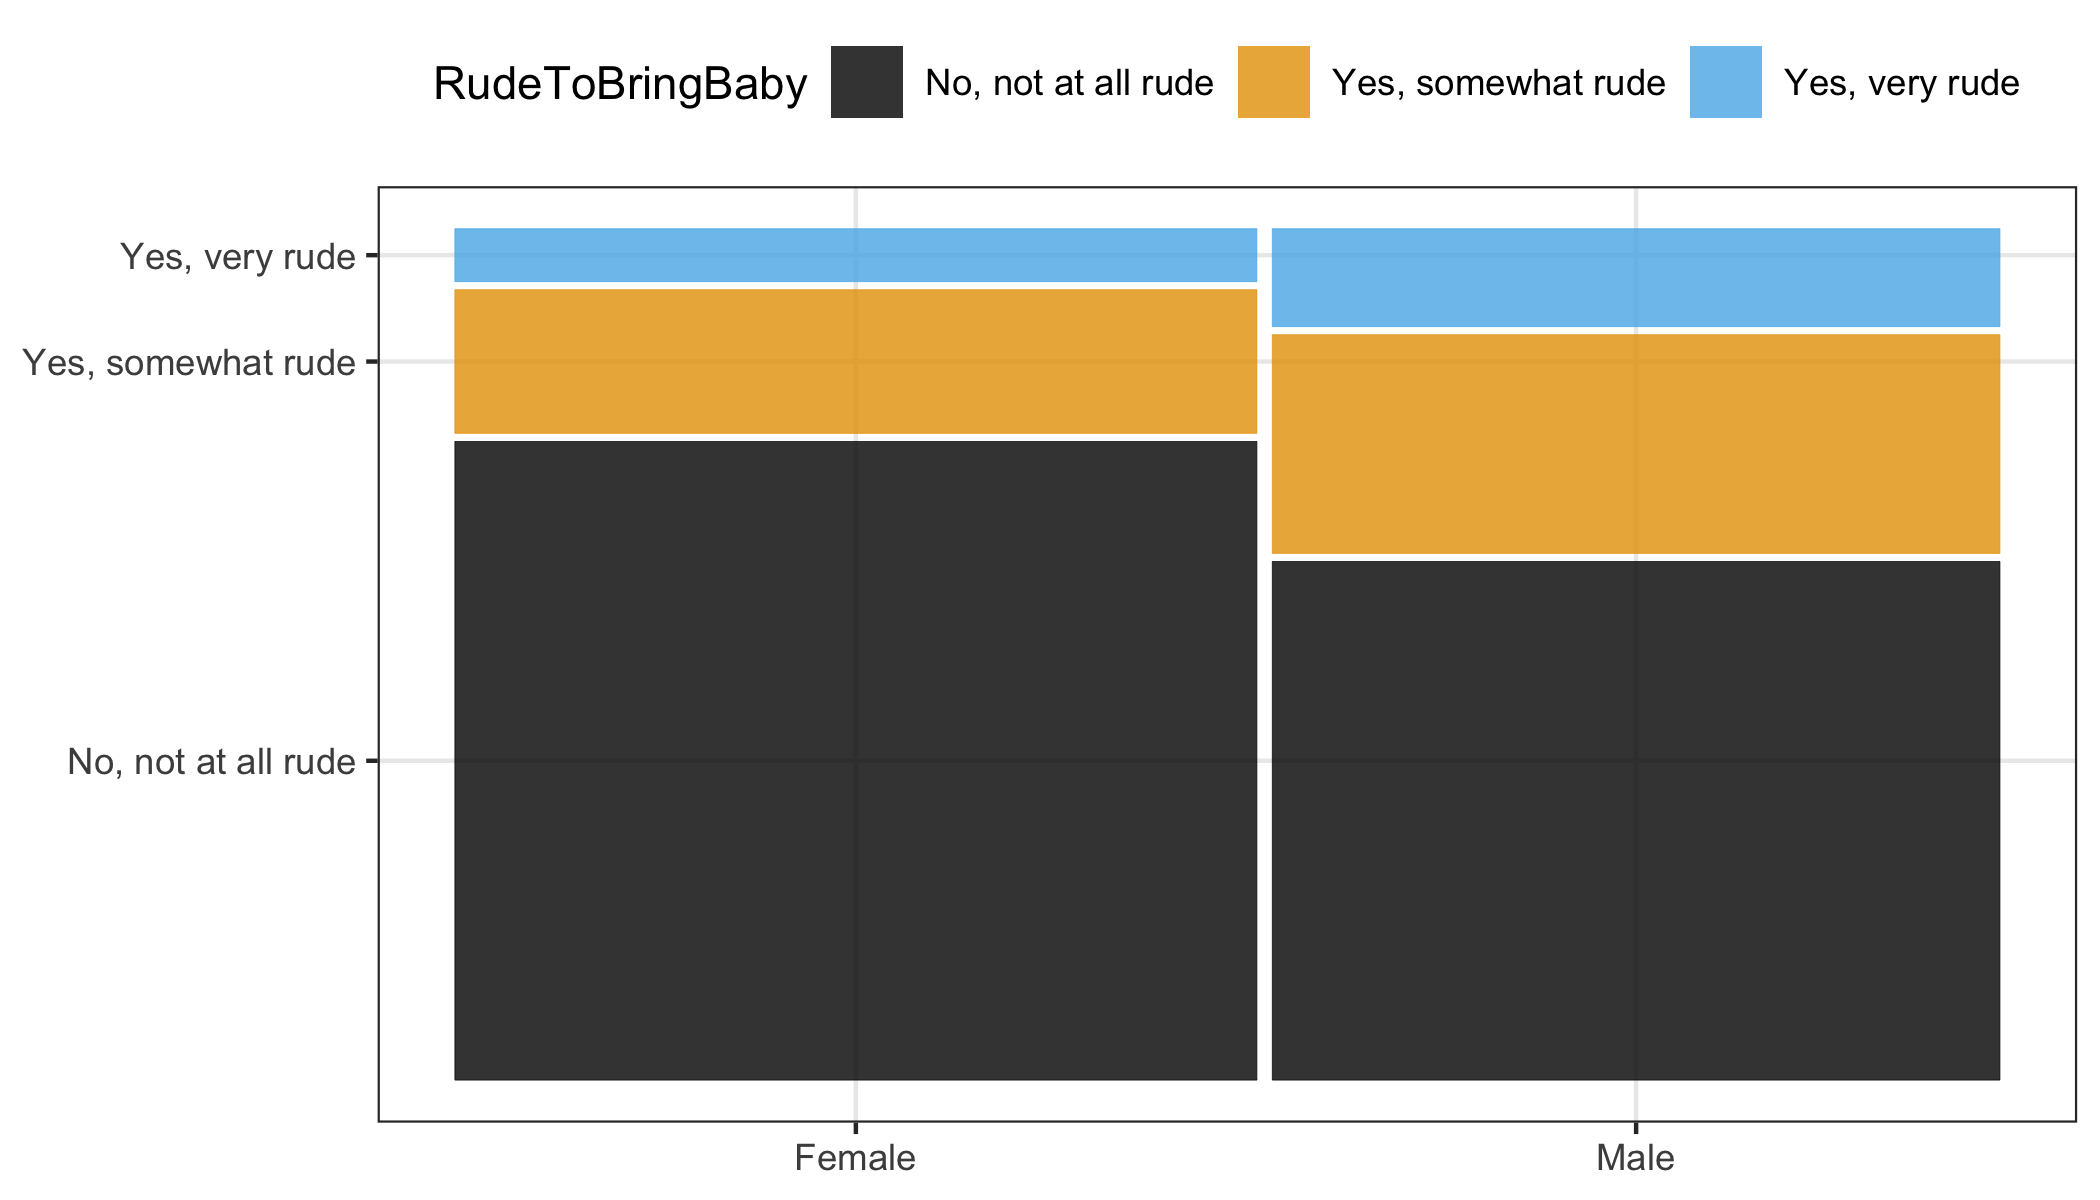 RudeToBringBaby No, not at all rude Yes, somewhat rude Yes, very rude
Yes, very rude
Yes, somewhat rude
No, not at all rude
Female Male